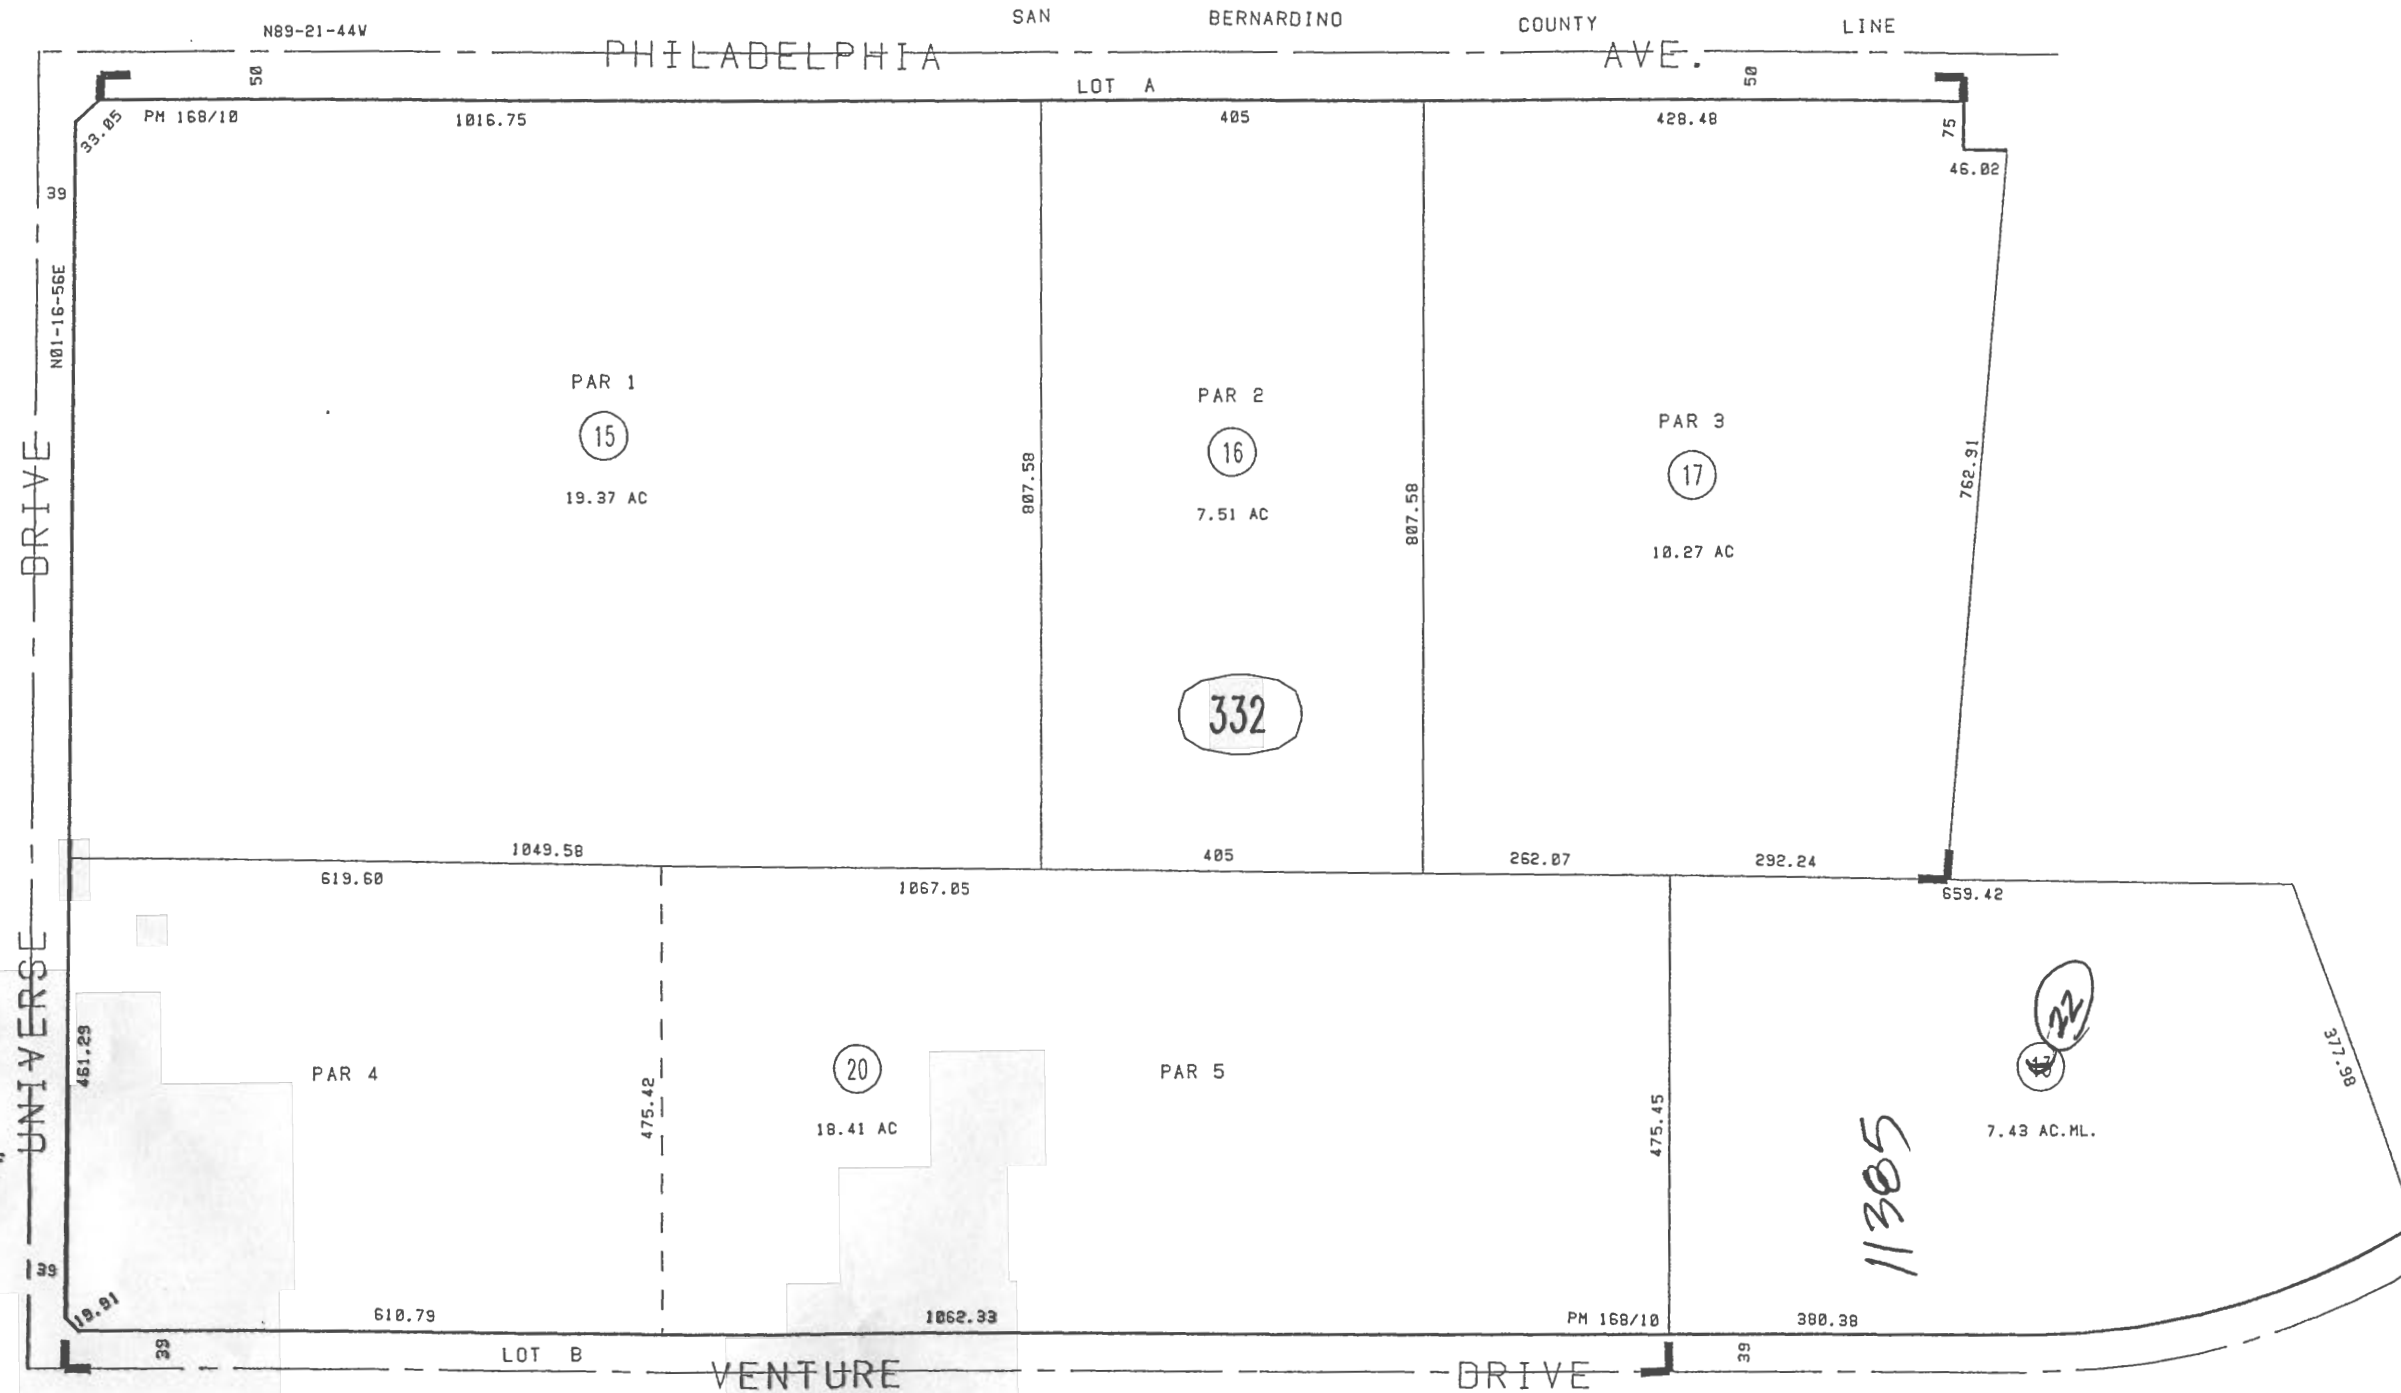 SAN BERNARDINO COUNTY LINE
N89-21-44W
PHILADELPHIA AVE.
50
50
LOT A
PM 168/10
1016.75
405
428.48
75
33.05
46.02
39
N01-16-56E
DRIVE
PAR 1
15
19.37 AC
PAR 2
16
7.51 AC
PAR 3
17
10.27 AC
807.58
807.58
762.91
332
1049.58
405
262.07
292.24
619.60
1067.05
659.42
UNIVERSE
461.29
PAR 4
475.42
20
18.41 AC
PAR 5
475.45
22
7.43 AC.ML.
377.98
11385
39
19.91
610.79
1062.33
PM 168/10
380.38
39
LOT B
39
VENTURE DRIVE